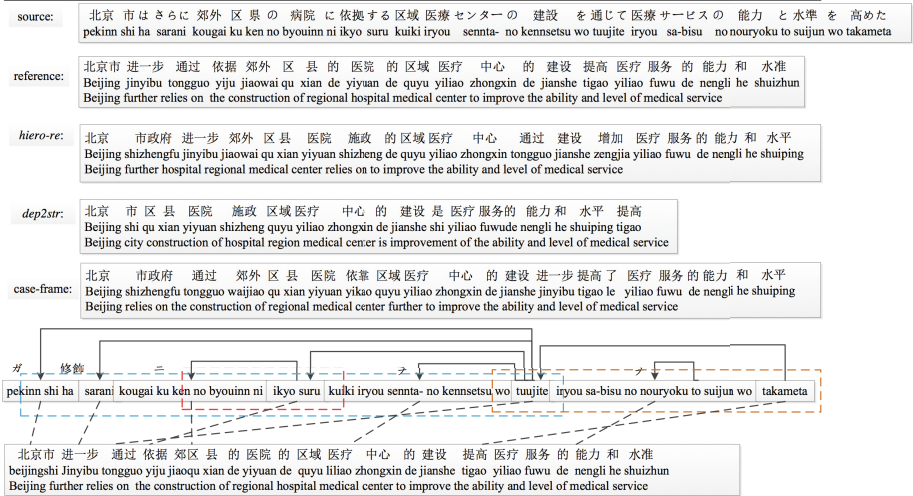 source: 北京 市 は さらに 郊外 区 県 の 病院 に 依拠 する 区域 医療 センター の 建設 を 通じて 医療 サービス の 能力 と 水準 を 高めた
pekinn shi ha sarani kougai ku ken no byouinn ni ikyo suru kuiki iryou sennta- no kennsetsu wo tuujite iryou sa-bisu no nouryoku to suijun wo takameta
reference: 北京市 进一步 通过 依据 郊外 区 县 的 医院 的 区域 医疗 中心 的 建设 提高 医疗 服务 的 能力 和 水准
Beijing jinyibu tongguo yiju jiaowai qu xian de yiyuan de quyu yiliao zhongxin de jianshe tigao yiliao fuwu de nengli he shuizhun
Beijing further relies on the construction of regional hospital medical center to improve the ability and level of medical service
hiero-re: 北京 市政府 进一步 郊外 区 县 医院 施政 的 区域 医疗 中心 通过 建设 增加 医疗 服务 的 能力 和 水平
Beijing shizhengfu jinyibu jiaowai qu xian yiyuan shizheng de quyu yiliao zhongxin tongguo jianshe zengjia yiliao fuwu de nengli he shuiping
Beijing further hospital regional medical center relies on to improve the ability and level of medical service
dep2str: 北京 市 区 县 医院 施政 区域 医疗 中心 的 建设 是 医疗 服务的 能力 和 水平 提高
Beijing shi qu xian yiyuan shizheng quyu yiliao zhongxin de jianshe shi yiliao fuwude nengli he shuiping tigao
Beijing city construction of hospital region medical center is improvement of the ability and level of medical service
case-frame: 北京 市政府 通过 郊外 区 县 医院 依靠 区域 医疗 中心 的 建设 进一步 提高 了 医疗 服务 的 能力 和 水平
Beijing shizhengfu tongguo waijiao qu xian yiyuan yikao quyu yiliao zhongxin de jianshe jinyibu tigao le yiliao fuwu de nengli he shuiping
Beijing relies on the construction of regional medical center further to improve the ability and level of medical service
ガ 修飾 ニ デ ヲ
pekinn shi ha sarani kougai ku ken no byouinn ni ikyo suru kuiki iryou sennta- no kennsetsu wo tuujite iryou sa-bisu no nouryoku to suijun wo takameta
北京市 进一步 通过 依据 郊区 县 的 医院 的 区域 医疗 中心 的 建设 提高 医疗 服务 的 能力 和 水准
beijingshi Jinyibu tongguo yiju jiaoqu xian de yiyuan de quyu liliao zhongxin de jianshe tigao yiliao fuwu de nengli he shuizhun
Beijing further relies on the construction of regional hospital medical center to improve the ability and level of medical service